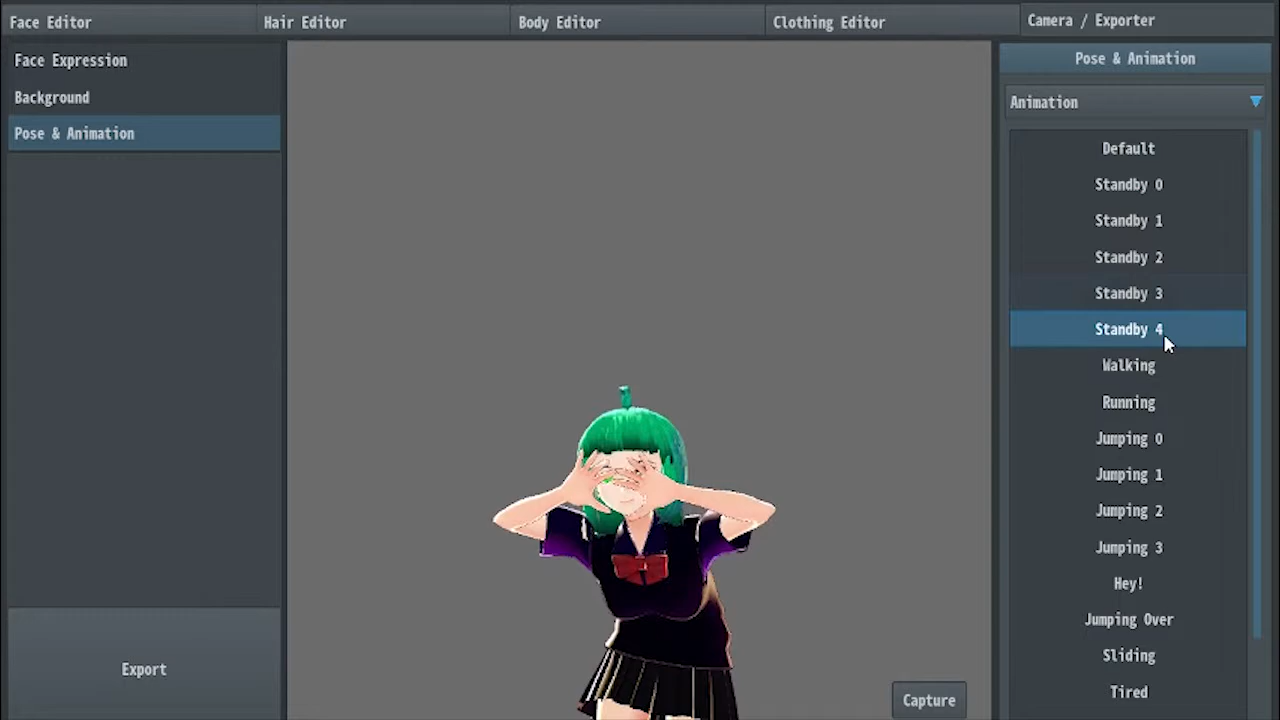 Face Editor
Hair Editor
Body Editor
Clothing Editor
Camera / Exporter
Face Expression
Background
Pose & Animation
Export
Capture
Pose & Animation
Animation
Default
Standby 0
Standby 1
Standby 2
Standby 3
Standby 4
Walking
Running
Jumping 0
Jumping 1
Jumping 2
Jumping 3
Hey!
Jumping Over
Sliding
Tired